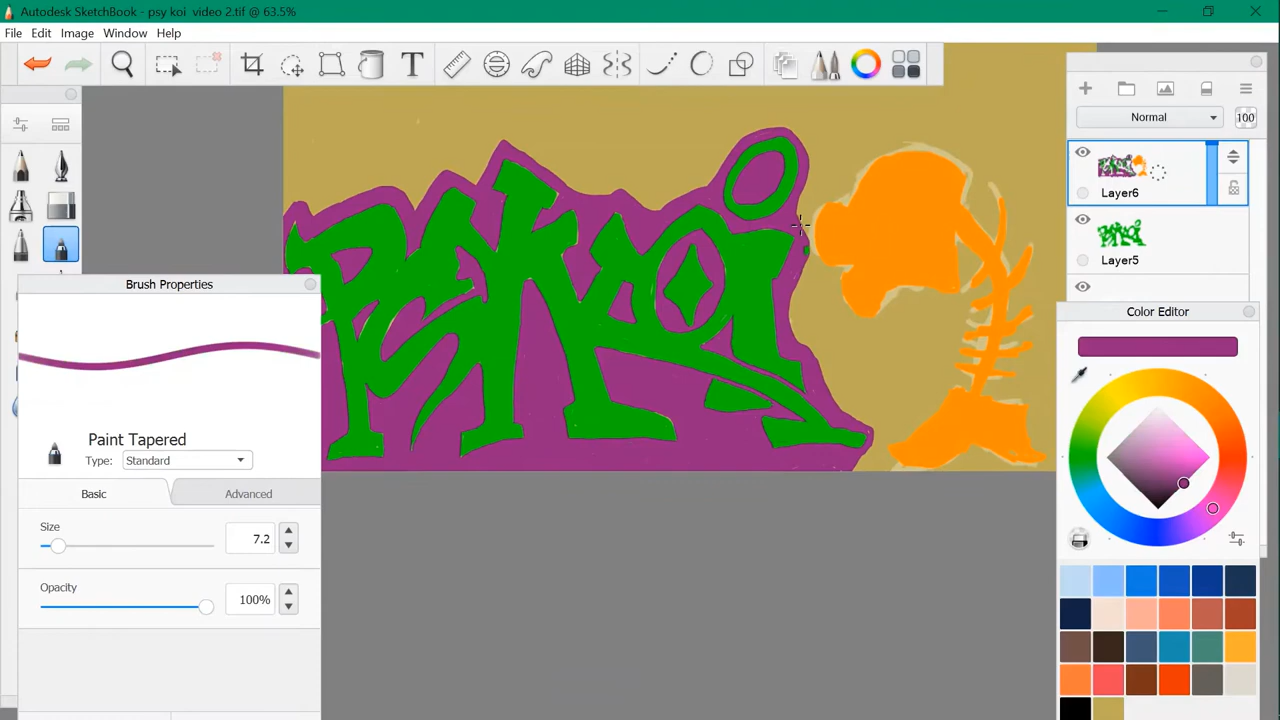 Autodesk SketchBook - psy koi  video 2.tif @ 63.5%
File Edit Image Window Help
T
Normal
100
Layer6
Layer5
Brush Properties
Paint Tapered
Type: Standard
Basic
Advanced
Size
7.2
Opacity
100%
Color Editor